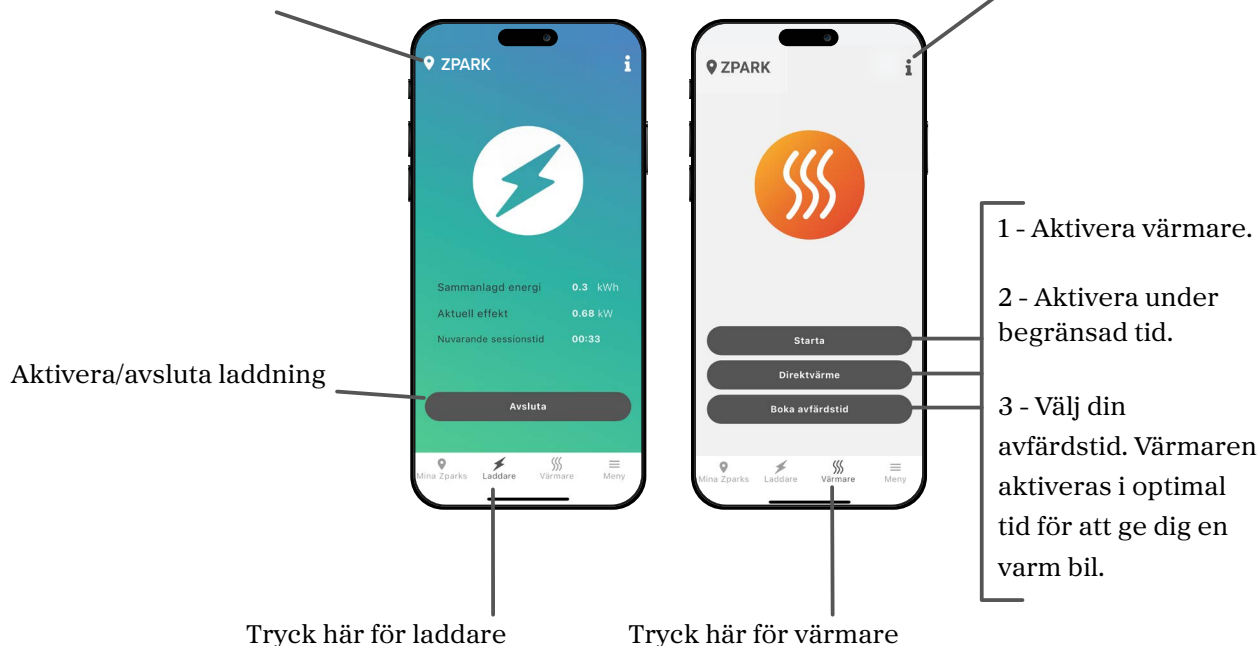 ZPARK
i
Sammanlagd energi 0.3 kWh
Aktuell effekt 0.68 kW
Nuvarande sessionstid 00:33
Avsluta
Mina Zparks Laddare Värmare Meny
ZPARK
i
Starta
Direktvärme
Boka avfärdstid
Mina Zparks Laddare Värmare Meny
Aktivera/avsluta laddning
1 - Aktivera värmare.
2 - Aktivera under
begränsad tid.
3 - Välj din
avfärdstid. Värmaren
aktiveras i optimal
tid för att ge dig en
varm bil.
Tryck här för laddare
Tryck här för värmare